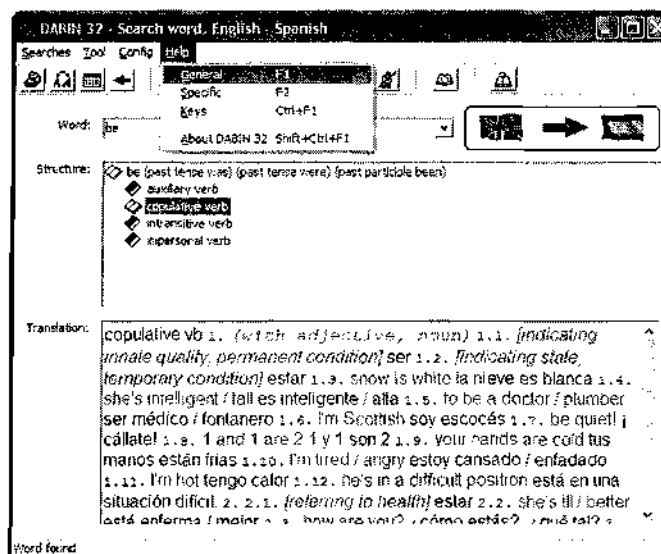 DABIN 32 - Search word, English - Spanish
Searches Tool Config Help
General F1
Specific F2
Keys Ctrl+F1
About DABIN 32 Shift+Ctrl+F1
Word: be
Structure: be (past tense was) (past tense were) (past participle been)
auxiliary verb
copulative verb
intransitive verb
impersonal verb
Translation: copulative vb 1. (with adjective, noun) 1.1. [indicating
innate quality, permanent condition] ser 1.2. [indicating state,
temporary condition] estar 1.3. snow is white la nieve es blanca 1.4.
she's intelligent / tall es inteligente / alta 1.5. to be a doctor / plumber
ser médico / fontanero 1.6. I'm Scottish soy escocés 1.7. be quiet! ¡
cállate! 1.8. 1 and 1 are 2 1 y 1 son 2 1.9. your hands are cold tus
manos están frías 1.10. I'm tired / angry estoy cansado / enfadado
1.11. I'm hot tengo calor 1.12. he's in a difficult position está en una
situación difícil 2. 2.1. [referring to health] estar 2.2. she's ill / better
está enferma / mejor how are you? ¿cómo estás? ¿qué tal?
Word found